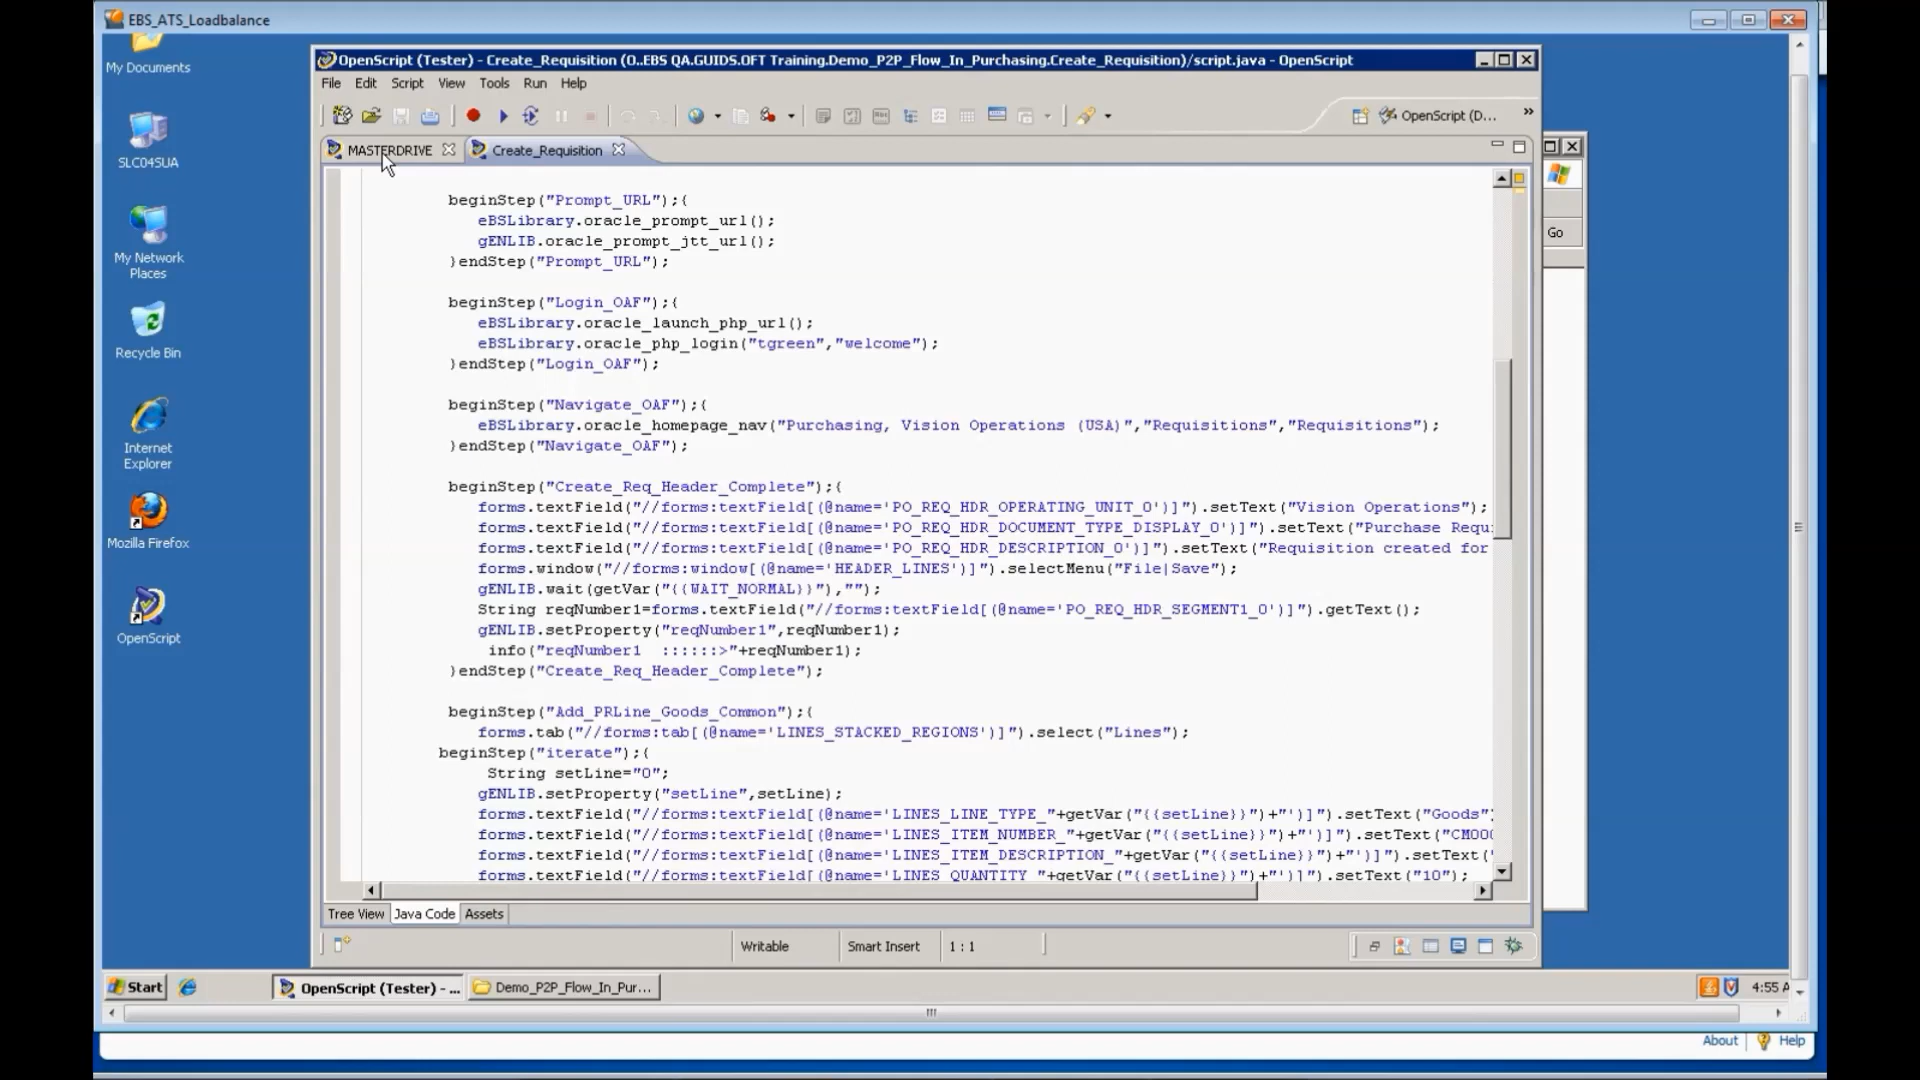 EBS_ATS_Loadbalance
My Documents
SLC04SUA
My Network
Places
Recycle Bin
Internet
Explorer
Mozilla Firefox
OpenScript
OpenScript (Tester) - Create_Requisition (O..EBS QA.GUIDS.OFT Training.Demo_P2P_Flow_In_Purchasing.Create_Requisition)/script.java - OpenScript
File Edit Script View Tools Run Help
OpenScript (D...
MASTERDRIVE
Create_Requisition
beginStep("Prompt_URL");{
eBSLibrary.oracle_prompt_url();
gENLIB.oracle_prompt_jtt_url();
}endStep("Prompt_URL");
beginStep("Login_OAF");{
eBSLibrary.oracle_launch_php_url();
eBSLibrary.oracle_php_login("tgreen","welcome");
}endStep("Login_OAF");
beginStep("Navigate_OAF");{
eBSLibrary.oracle_homepage_nav("Purchasing, Vision Operations (USA)","Requisitions","Requisitions");
}endStep("Navigate_OAF");
beginStep("Create_Req_Header_Complete");{
forms.textField("//forms:textField[(@name='PO_REQ_HDR_OPERATING_UNIT_0')]").setText("Vision Operations");
forms.textField("//forms:textField[(@name='PO_REQ_HDR_DOCUMENT_TYPE_DISPLAY_0')]").setText("Purchase Requ
forms.textField("//forms:textField[(@name='PO_REQ_HDR_DESCRIPTION_0')]").setText("Requisition created for
forms.window("//forms:window[(@name='HEADER_LINES')]").selectMenu("File|Save");
gENLIB.wait(getVar("{{WAIT_NORMAL}}"),"");
String reqNumber1=forms.textField("//forms:textField[(@name='PO_REQ_HDR_SEGMENT1_0')]").getText();
gENLIB.setProperty("reqNumber1",reqNumber1);
info("reqNumber1 ::::::>"+reqNumber1);
}endStep("Create_Req_Header_Complete");
beginStep("Add_PRLine_Goods_Common");{
forms.tab("//forms:tab[(@name='LINES_STACKED_REGIONS')]").select("Lines");
beginStep("iterate");{
String setLine="0";
gENLIB.setProperty("setLine",setLine);
forms.textField("//forms:textField[(@name='LINES_LINE_TYPE_"+getVar("{{setLine}}")+"')]").setText("Goods"
forms.textField("//forms:textField[(@name='LINES_ITEM_NUMBER_"+getVar("{{setLine}}")+"')]").setText("CM00
forms.textField("//forms:textField[(@name='LINES_ITEM_DESCRIPTION_"+getVar("{{setLine}}")+"')]").setText("
forms.textField("//forms:textField[(@name='LINES_QUANTITY_"+getVar("{{setLine}}")+"')]").setText("10");
Go
Tree View Java Code Assets
Writable Smart Insert 1 : 1
Start
OpenScript (Tester) - ...
Demo_P2P_Flow_In_Pur...
4:55 A
About Help